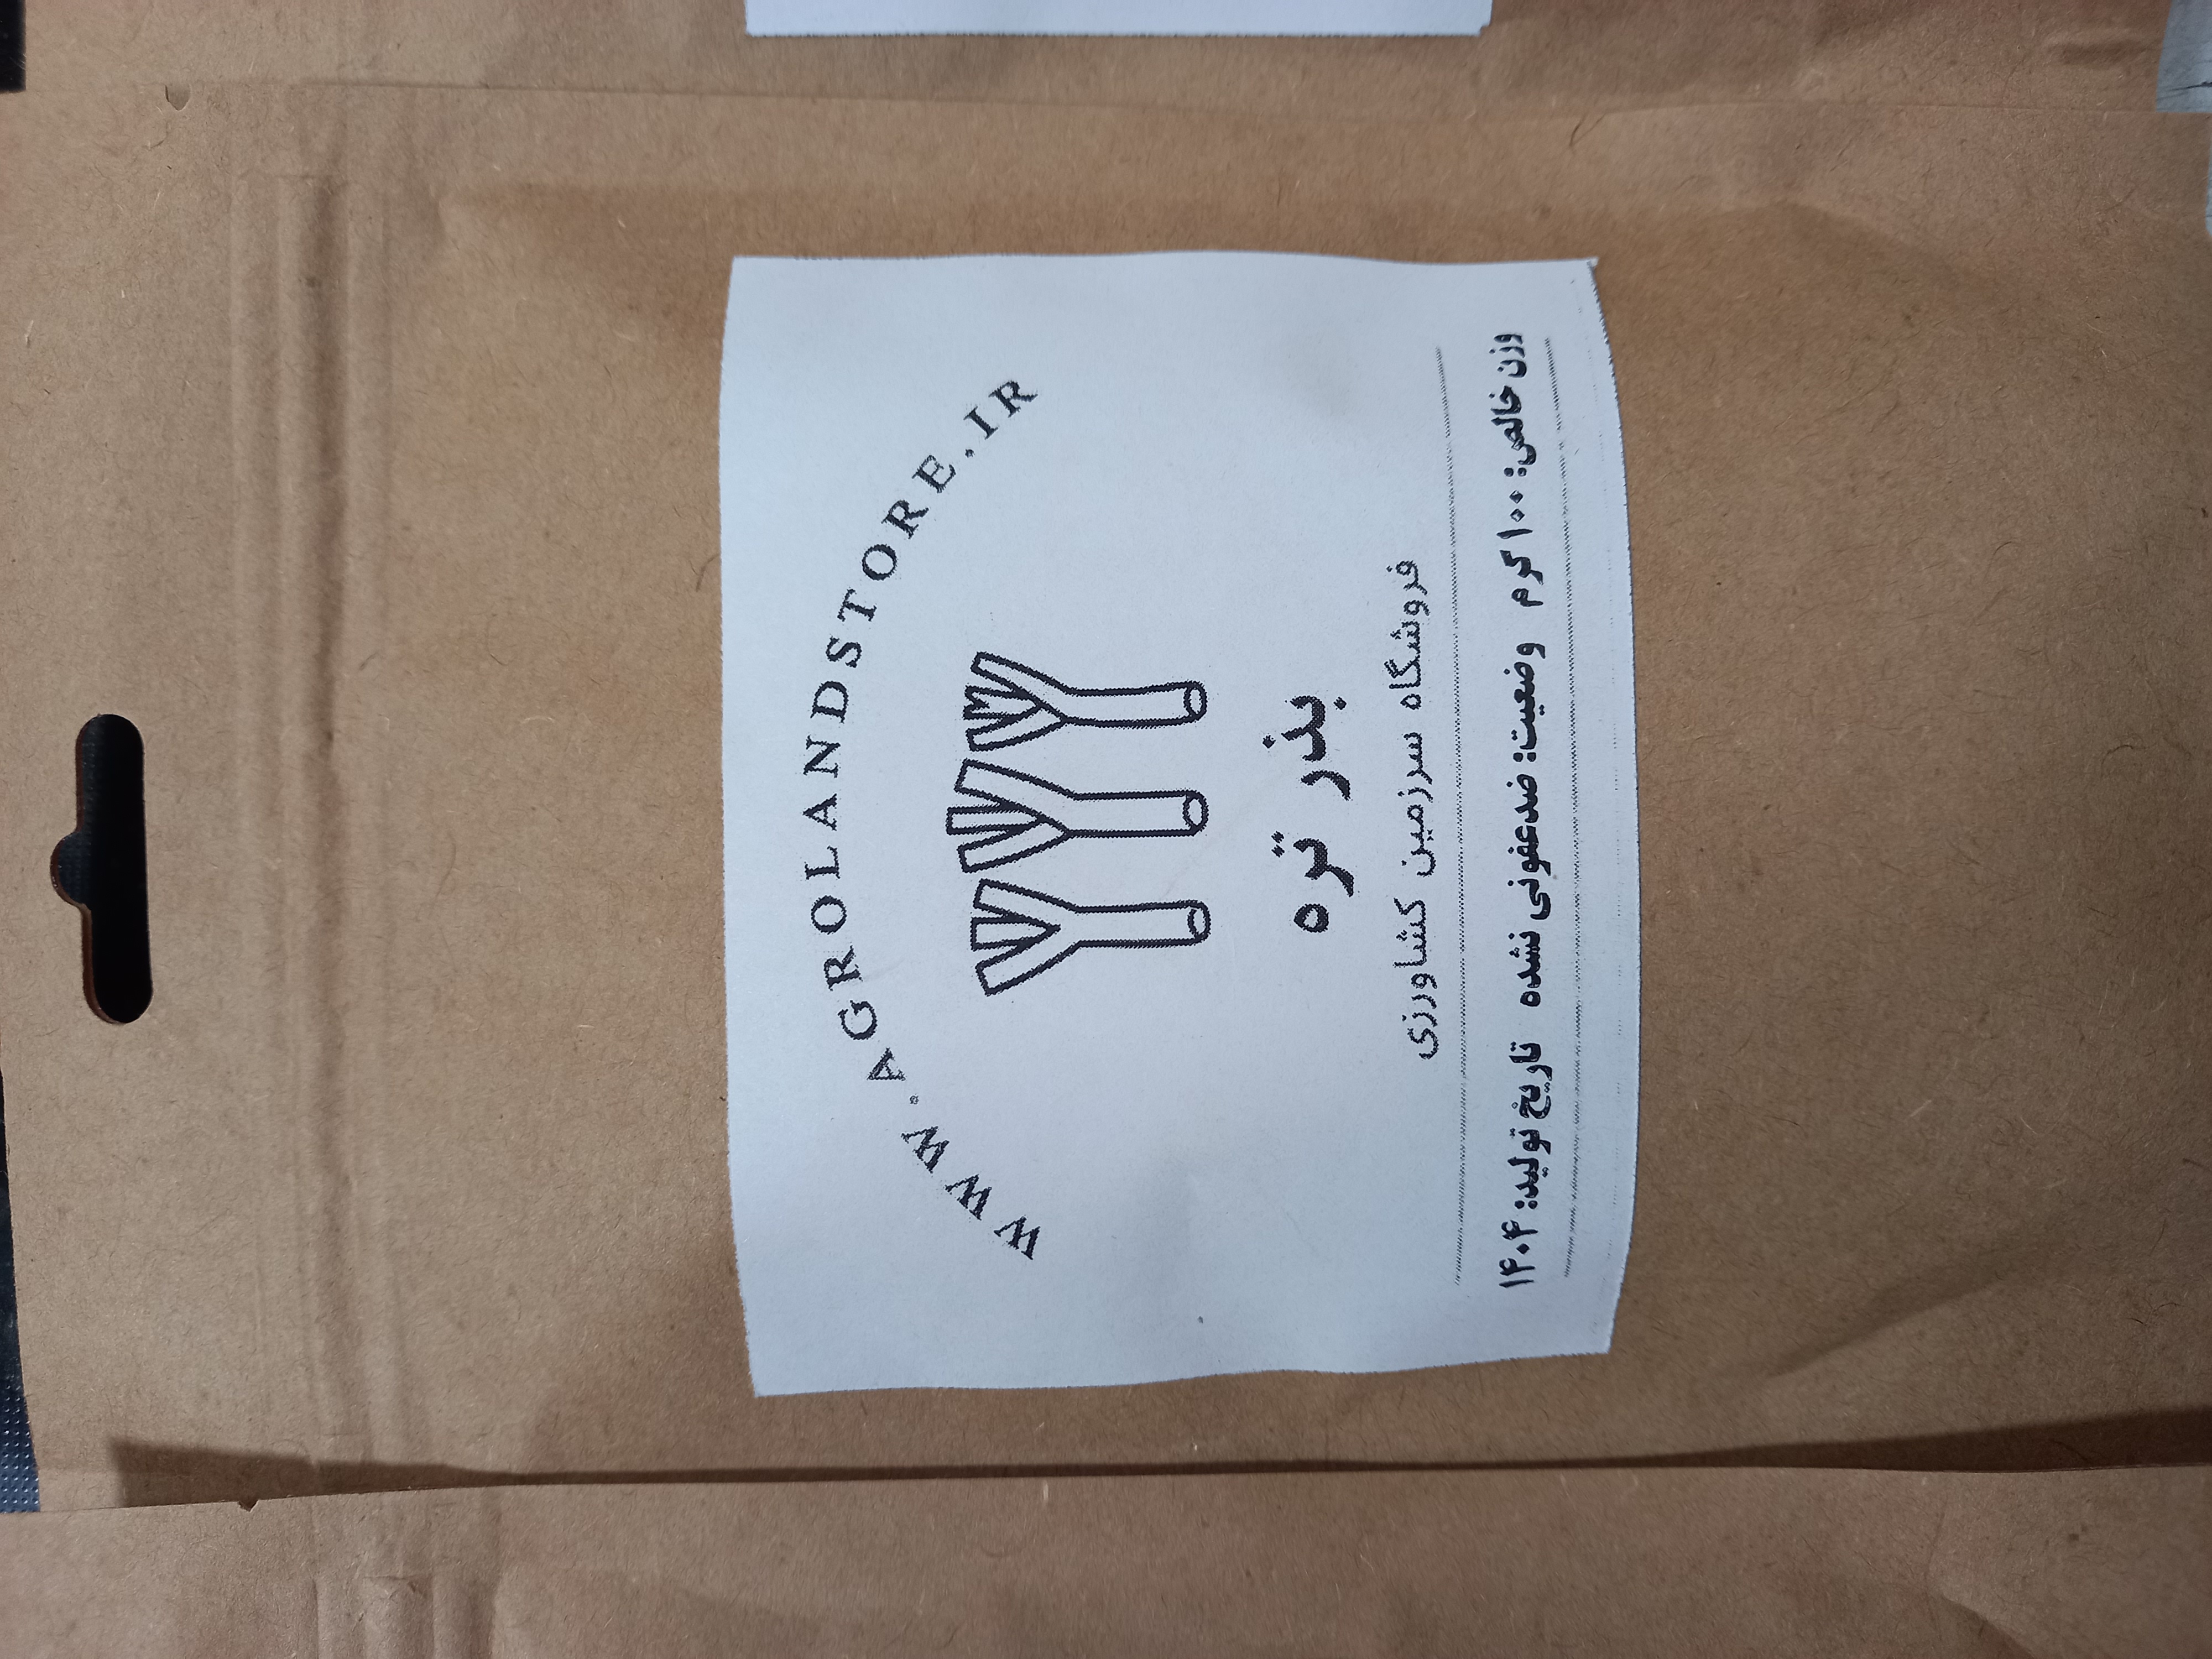 WWW.AGROLANDSTORE.IR
بذر تره
فروشگاه سرزمین کشاورزی
وزن خالص: ۱۰۰ گرم وضعیت: ضدعفونی نشده تاریخ تولید: ۱۴۰۴